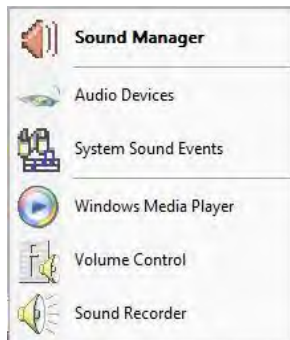 Sound Manager
Audio Devices
System Sound Events
Windows Media Player
Volume Control
Sound Recorder